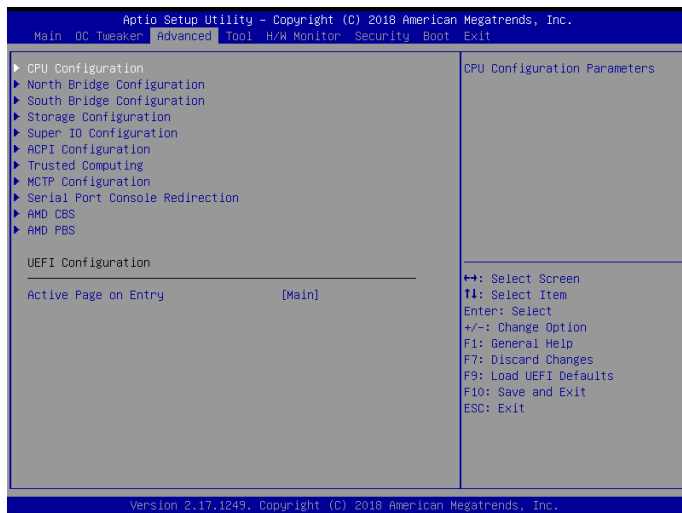 Aptio Setup Utility – Copyright (C) 2018 American Megatrends, Inc.
Main OC Tweaker Advanced Tool H/W Monitor Security Boot Exit
CPU Configuration
North Bridge Configuration
South Bridge Configuration
Storage Configuration
Super IO Configuration
ACPI Configuration
Trusted Computing
MCTP Configuration
Serial Port Console Redirection
AMD CBS
AMD PBS
UEFI Configuration
Active Page on Entry [Main]
CPU Configuration Parameters
↔: Select Screen
↑↓: Select Item
Enter: Select
+/-: Change Option
F1: General Help
F7: Discard Changes
F9: Load UEFI Defaults
F10: Save and Exit
ESC: Exit
Version 2.17.1249. Copyright (C) 2018 American Megatrends, Inc.